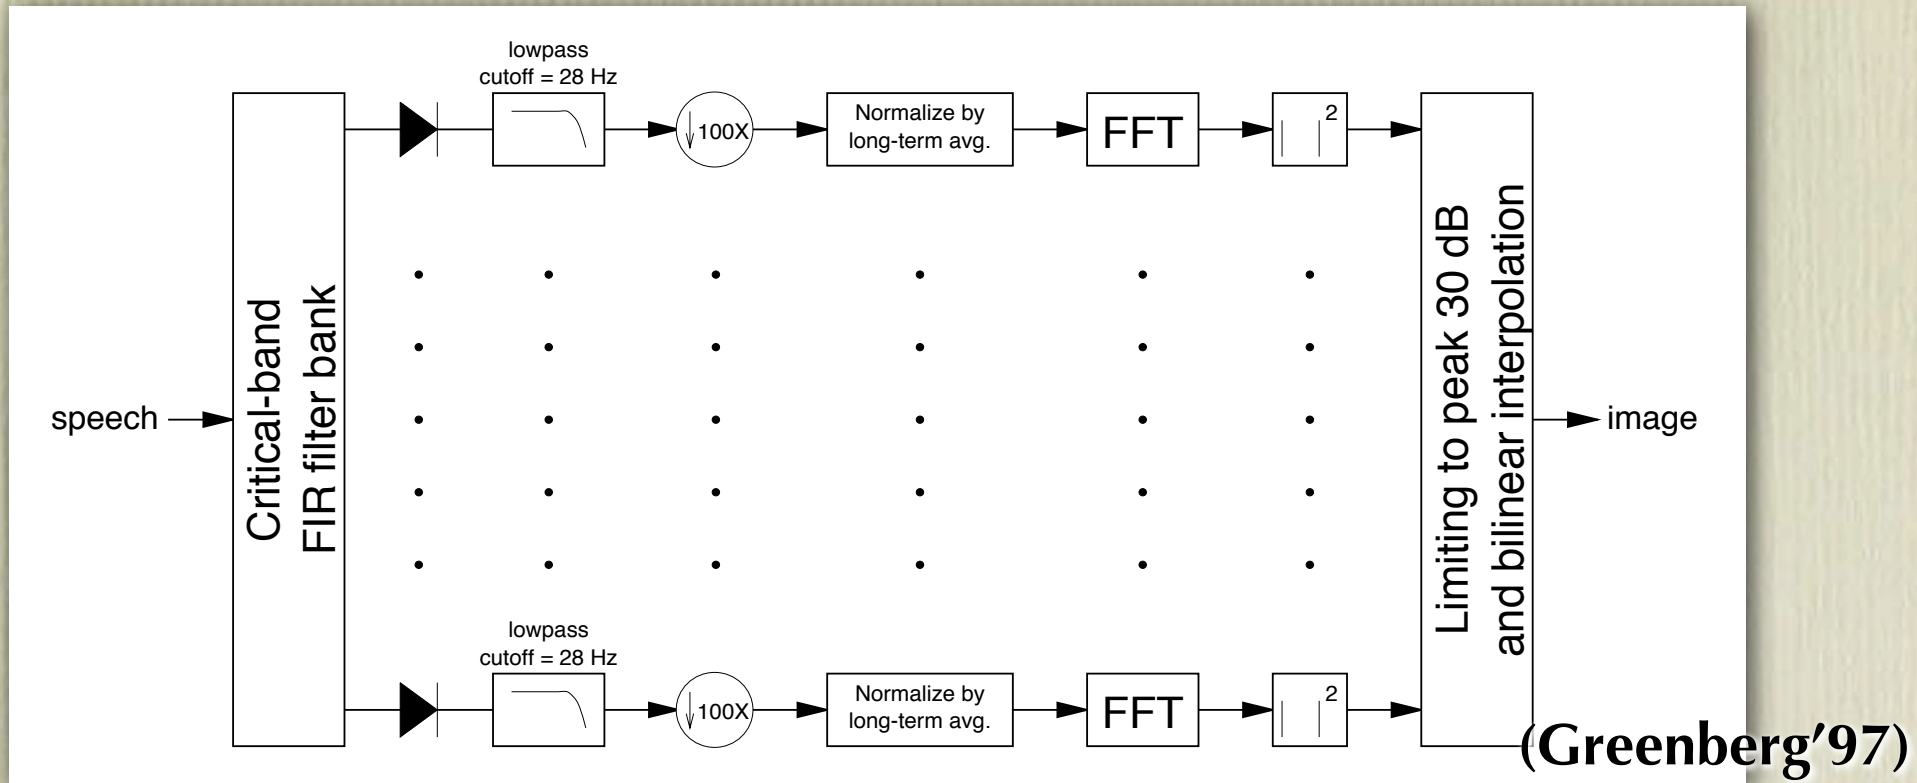 lowpass
cutoff = 28 Hz
100X
Normalize by
long-term avg.
FFT
| |²
speech
Critical-band
FIR filter bank
Limiting to peak 30 dB
and bilinear interpolation
image
lowpass
cutoff = 28 Hz
100X
Normalize by
long-term avg.
FFT
| |²
(Greenberg'97)